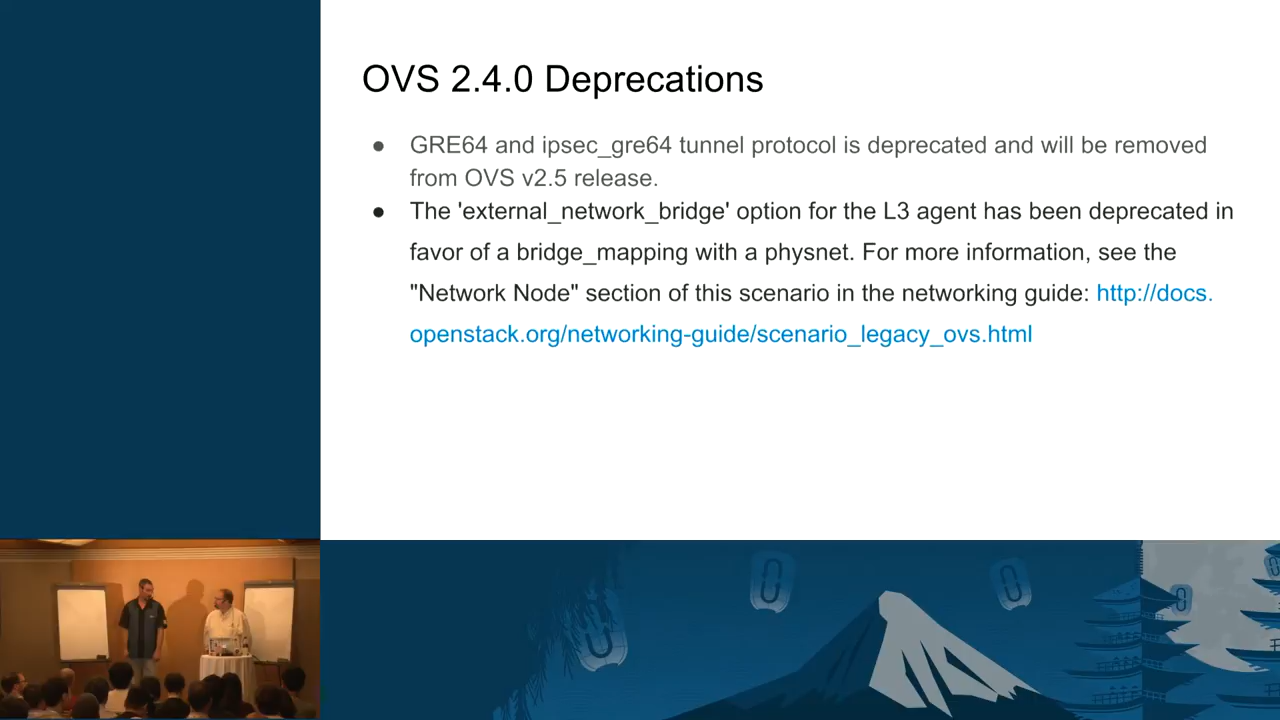 OVS 2.4.0 Deprecations
● GRE64 and ipsec_gre64 tunnel protocol is deprecated and will be removed
from OVS v2.5 release.
● The 'external_network_bridge' option for the L3 agent has been deprecated in
favor of a bridge_mapping with a physnet. For more information, see the
"Network Node" section of this scenario in the networking guide: http://docs.
openstack.org/networking-guide/scenario_legacy_ovs.html